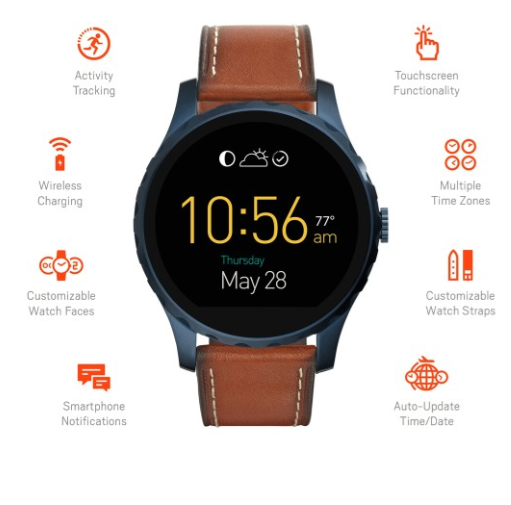 Activity
Tracking
Touchscreen
Functionality
Wireless
Charging
Multiple
Time Zones
10:56 77°
am
Thursday
May 28
Customizable
Watch Faces
Customizable
Watch Straps
Smartphone
Notifications
Auto-Update
Time/Date